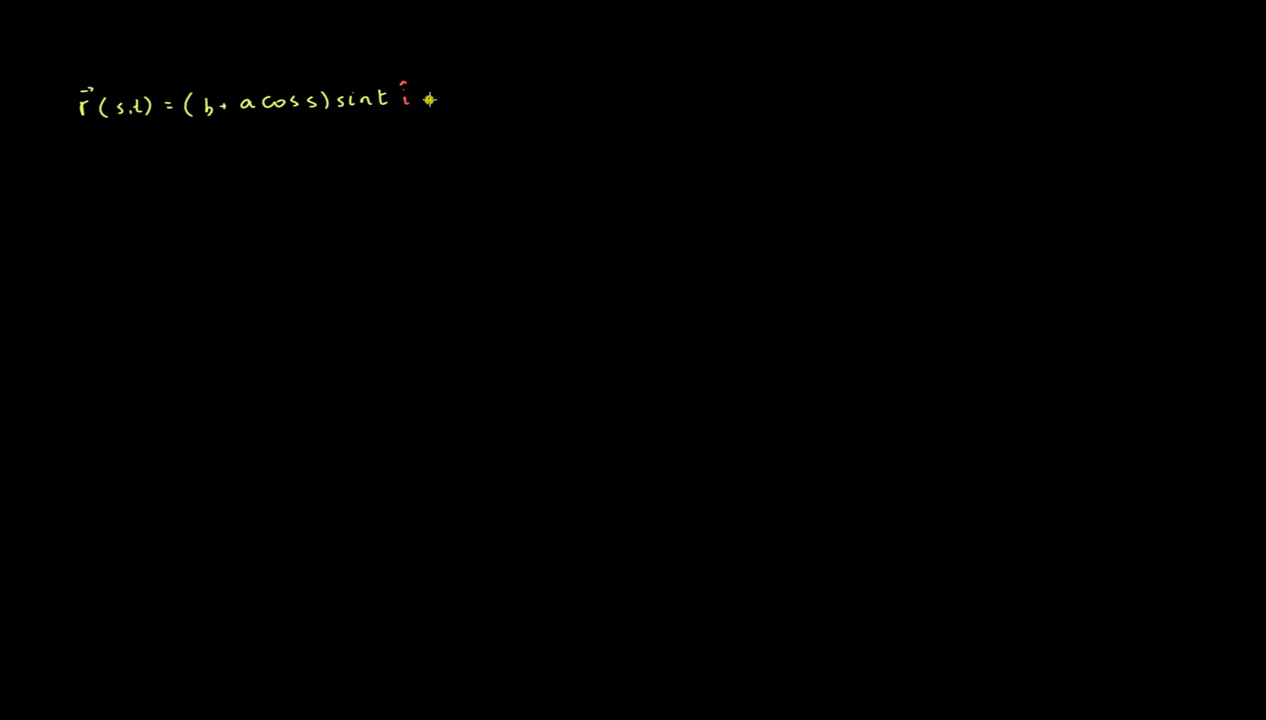 r⃗(s,t) = (b + a cos s) sin t î